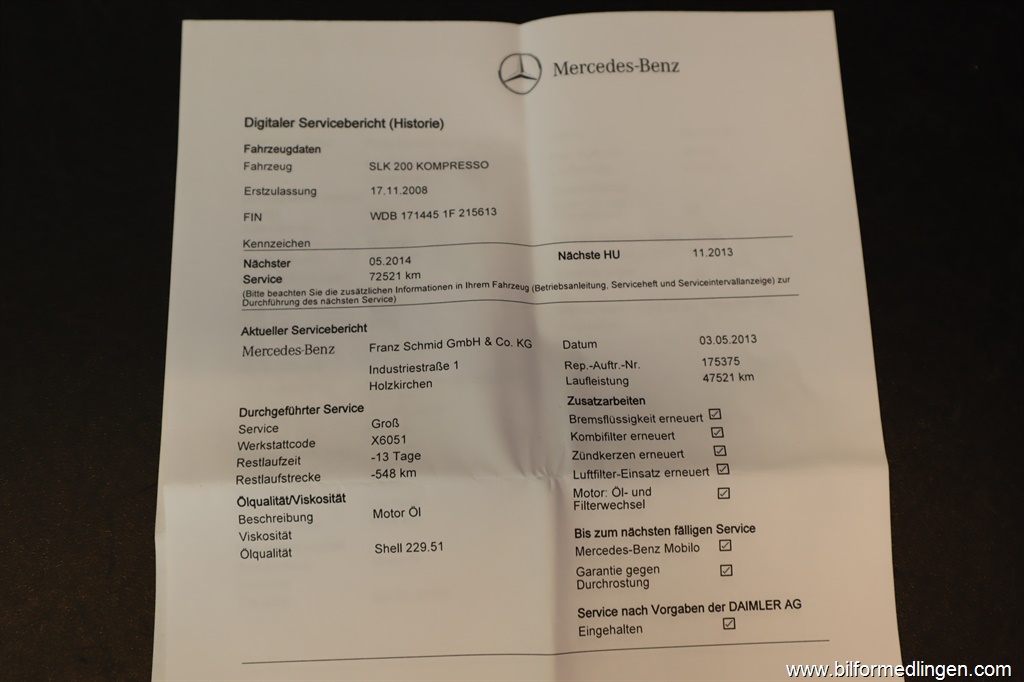 Mercedes-Benz
Digitaler Servicebericht (Historie)
Fahrzeugdaten
Fahrzeug SLK 200 KOMPRESSO
Erstzulassung 17.11.2008
FIN WDB 171445 1F 215613
Kennzeichen
Nächster 05.2014 Nächste HU 11.2013
Service 72521 km
(Bitte beachten Sie die zusätzlichen Informationen in Ihrem Fahrzeug (Betriebsanleitung, Serviceheft und Serviceintervallanzeige) zur
Durchführung des nächsten Service)
Aktueller Servicebericht
Mercedes-Benz Franz Schmid GmbH & Co. KG
Industriestraße 1
Holzkirchen
Datum 03.05.2013
Rep.-Auftr.-Nr. 175375
Laufleistung 47521 km
Durchgeführter Service
Service Groß
Werkstattcode X6051
Restlaufzeit -13 Tage
Restlaufstrecke -548 km
Ölqualität/Viskosität
Beschreibung Motor Öl
Viskosität
Ölqualität Shell 229.51
Zusatzarbeiten
Bremsflüssigkeit erneuert
Kombifilter erneuert
Zündkerzen erneuert
Luftfilter-Einsatz erneuert
Motor: Öl- und
Filterwechsel
Bis zum nächsten fälligen Service
Mercedes-Benz Mobilo
Garantie gegen
Durchrostung
Service nach Vorgaben der DAIMLER AG
Eingehalten
www.bilformedlingen.com